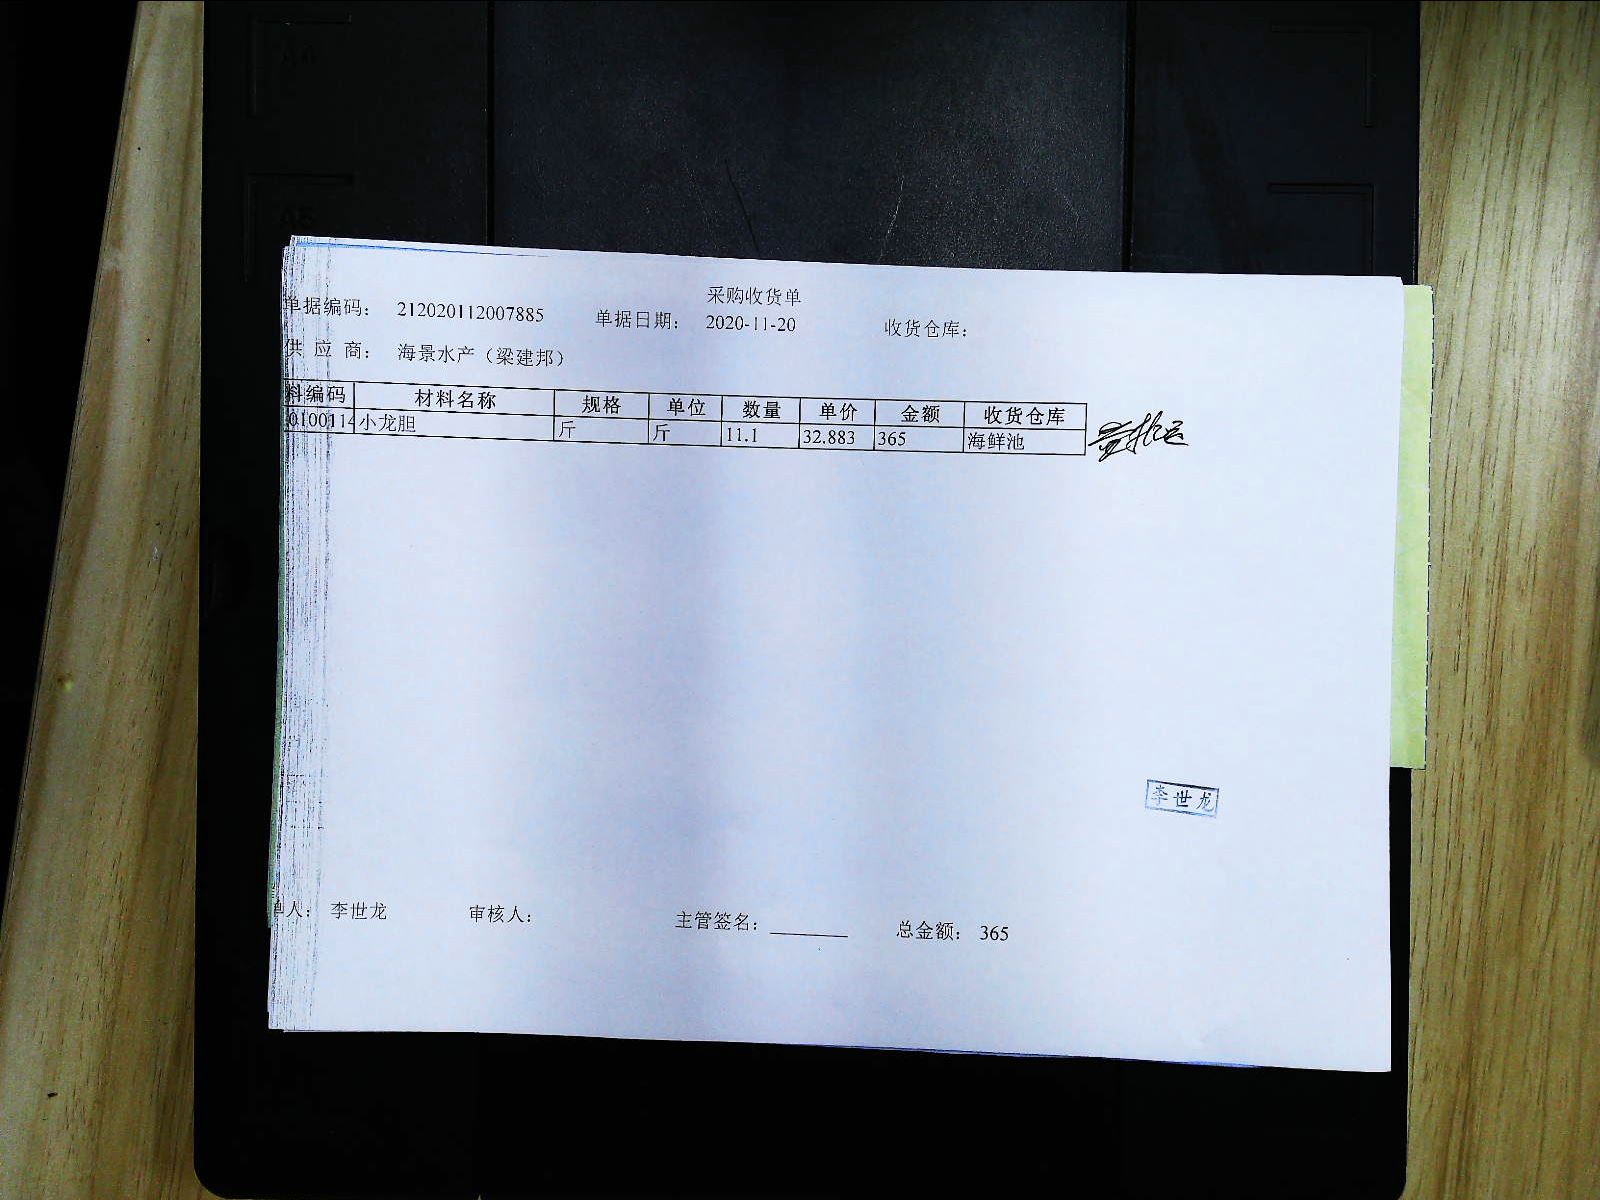 采购收货单
单据编码： 212020112007885 单据日期： 2020-11-20 收货仓库：
供 应 商： 海景水产（梁建邦）
料编码 材料名称 规格 单位 数量 单价 金额 收货仓库
0100114 小龙胆 斤 斤 11.1 32.883 365 海鲜池
李世龙
单人： 李世龙 审核人： 主管签名： 总金额： 365